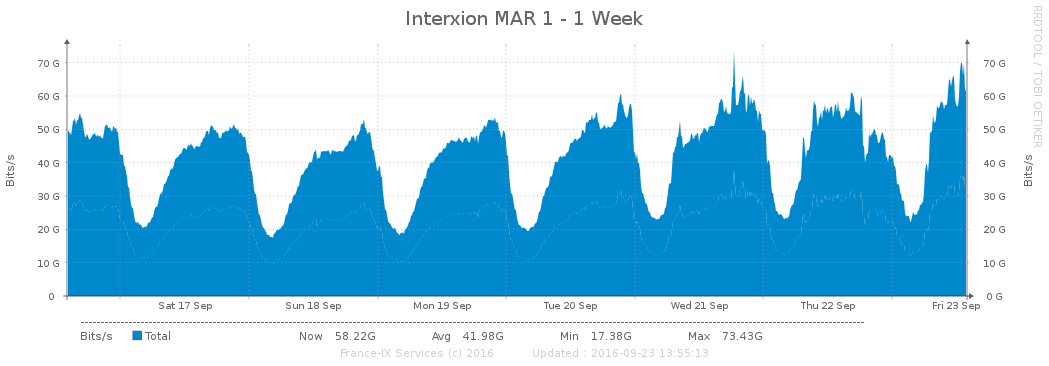 Interxion MAR 1 - 1 Week
RRDTOOL / TOBI OETIKER
Bits/s
70 G 70 G
60 G 60 G
50 G 50 G
40 G 40 G
30 G 30 G
20 G 20 G
10 G 10 G
0 0 G
Bits/s
Sat 17 Sep Sun 18 Sep Mon 19 Sep Tue 20 Sep Wed 21 Sep Thu 22 Sep Fri 23 Sep
Bits/s Total Now 58.22G Avg 41.98G Min 17.38G Max 73.43G
France-IX Services (c) 2016 Updated : 2016-09-23 13:55:13